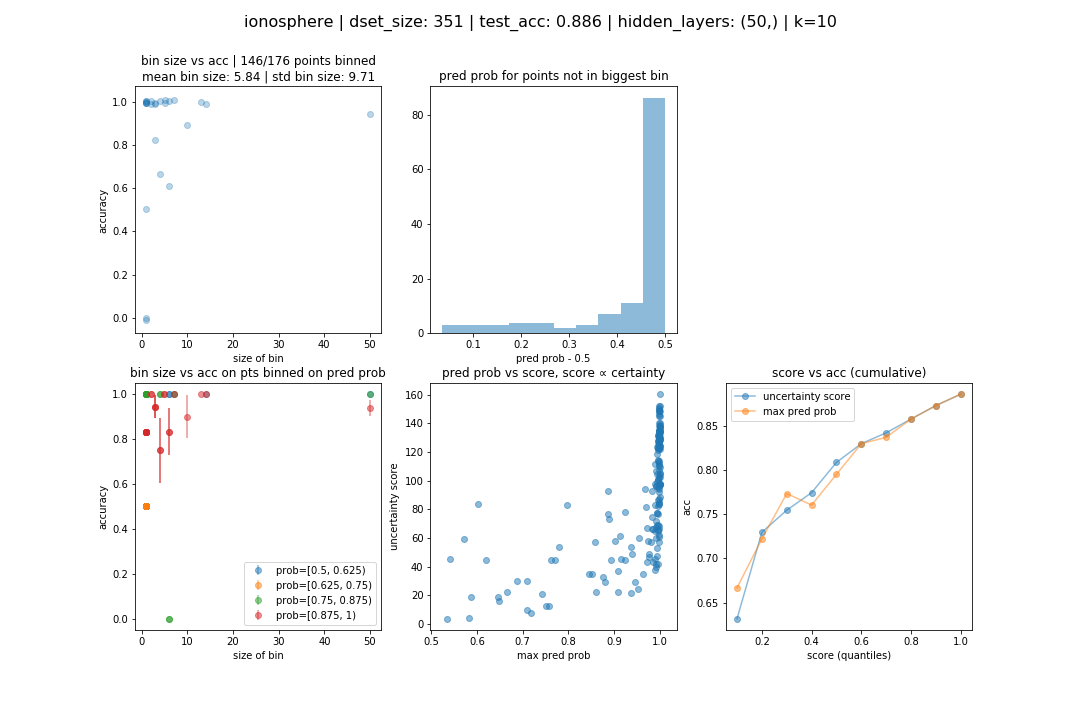 ionosphere | dset_size: 351 | test_acc: 0.886 | hidden_layers: (50,) | k=10
bin size vs acc | 146/176 points binned
mean bin size: 5.84 | std bin size: 9.71
1.0
0.8
0.6
0.4
0.2
0.0
accuracy
0 10 20 30 40 50
size of bin
pred prob for points not in biggest bin
80
60
40
20
0
0.1 0.2 0.3 0.4 0.5
pred prob - 0.5
bin size vs acc on pts binned on pred prob
1.0
0.8
0.6
0.4
0.2
0.0
accuracy
prob=[0.5, 0.625)
prob=[0.625, 0.75)
prob=[0.75, 0.875)
prob=[0.875, 1)
0 10 20 30 40 50
size of bin
pred prob vs score, score ∝ certainty
160
140
120
100
80
60
40
20
0
uncertainty score
0.5 0.6 0.7 0.8 0.9 1.0
max pred prob
score vs acc (cumulative)
uncertainty score
max pred prob
0.85
0.80
0.75
0.70
0.65
acc
0.2 0.4 0.6 0.8 1.0
score (quantiles)